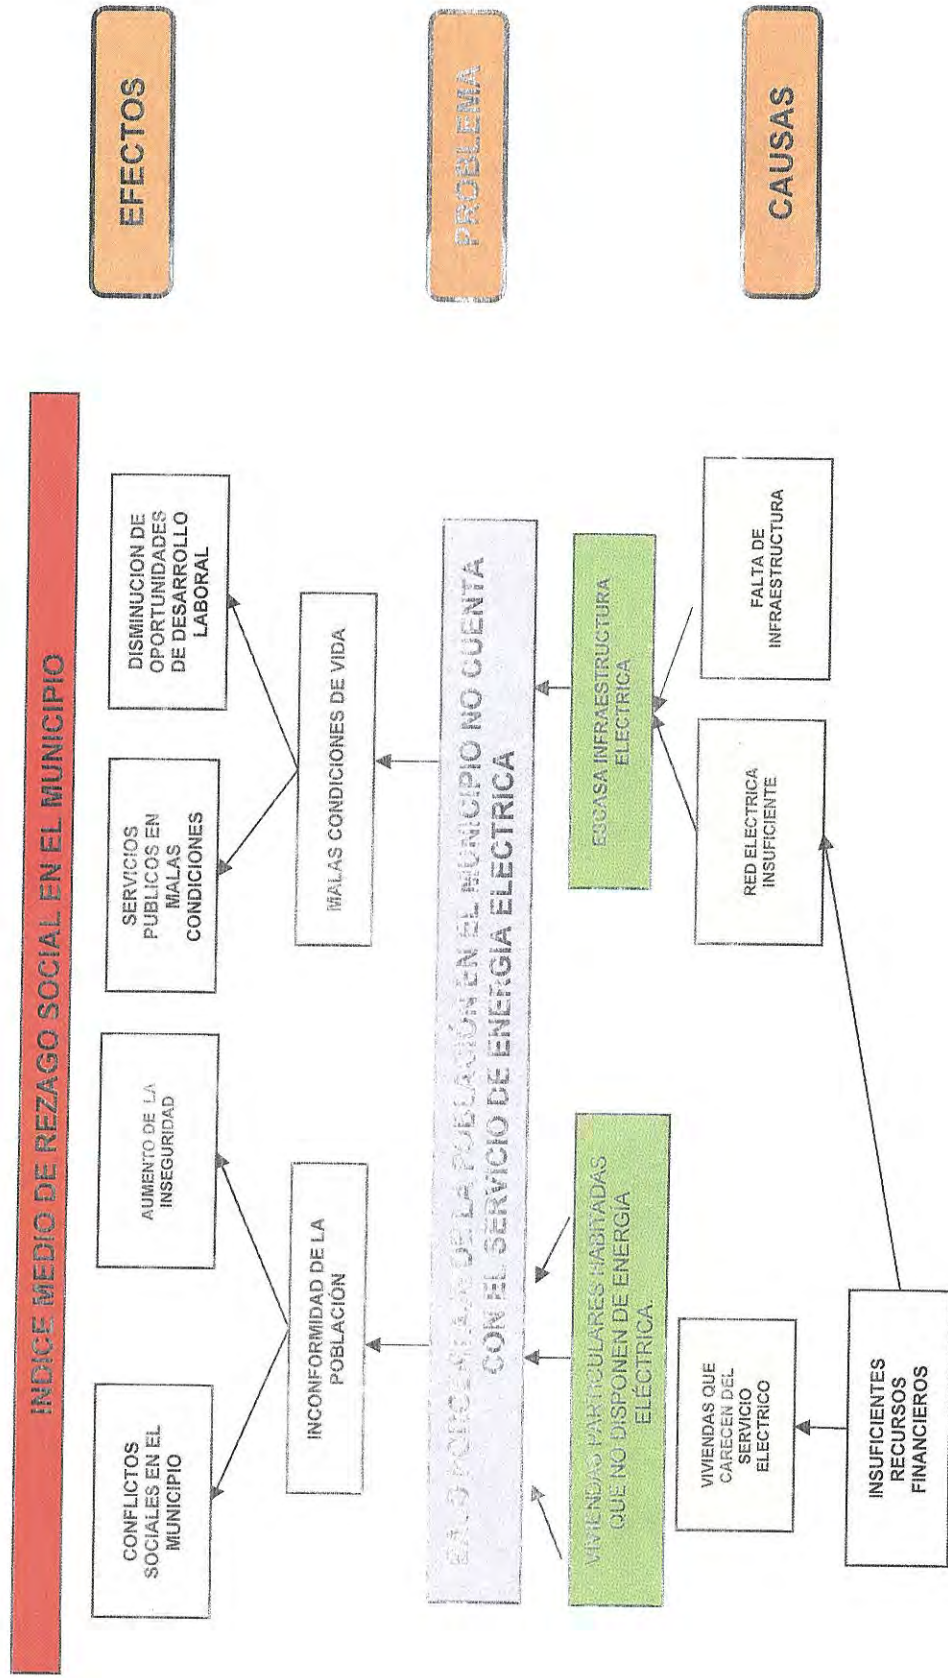 INDICE MEDIO DE REZAGO SOCIAL EN EL MUNICIPIO
EFECTOS
CONFLICTOS
SOCIALES EN EL
MUNICIPIO
AUMENTO DE LA
INSEGURIDAD
SERVICIOS
PUBLICOS EN
MALAS
CONDICIONES
DISMINUCION DE
OPORTUNIDADES
DE DESARROLLO
LABORAL
INCONFORMIDAD DE LA
POBLACIÓN
MALAS CONDICIONES DE VIDA
PROBLEMA
DE LA POBLACIÓN EN EL MUNICIPIO NO CUENTA
CON EL SERVICIO DE ENERGIA ELECTRICA
VIVIENDAS PARTICULARES HABITADAS
QUE NO DISPONEN DE ENERGIA
ELÉCTRICA.
ESCASA INFRAESTRUCTURA
ELECTRICA
CAUSAS
VIVIENDAS QUE
CARECEN DEL
SERVICIO
ELECTRICO
RED ELECTRICA
INSUFICIENTE
FALTA DE
INFRAESTRUCTURA
INSUFICIENTES
RECURSOS
FINANCIEROS